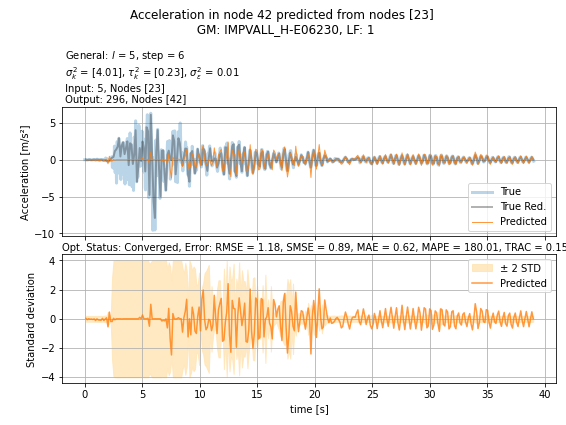 Acceleration in node 42 predicted from nodes [23]
GM: IMPVALL_H-E06230, LF: 1
General: l = 5, step = 6
σ²ₖ = [4.01], τ²ₖ = [0.23], σ²ε = 0.01
Input: 5, Nodes [23]
Output: 296, Nodes [42]
Acceleration [m/s²]
5
0
−5
−10
True
True Red.
Predicted
Opt. Status: Converged, Error: RMSE = 1.18, SMSE = 0.89, MAE = 0.62, MAPE = 180.01, TRAC = 0.15
Standard deviation
4
2
0
−2
−4
± 2 STD
Predicted
0 5 10 15 20 25 30 35 40
time [s]